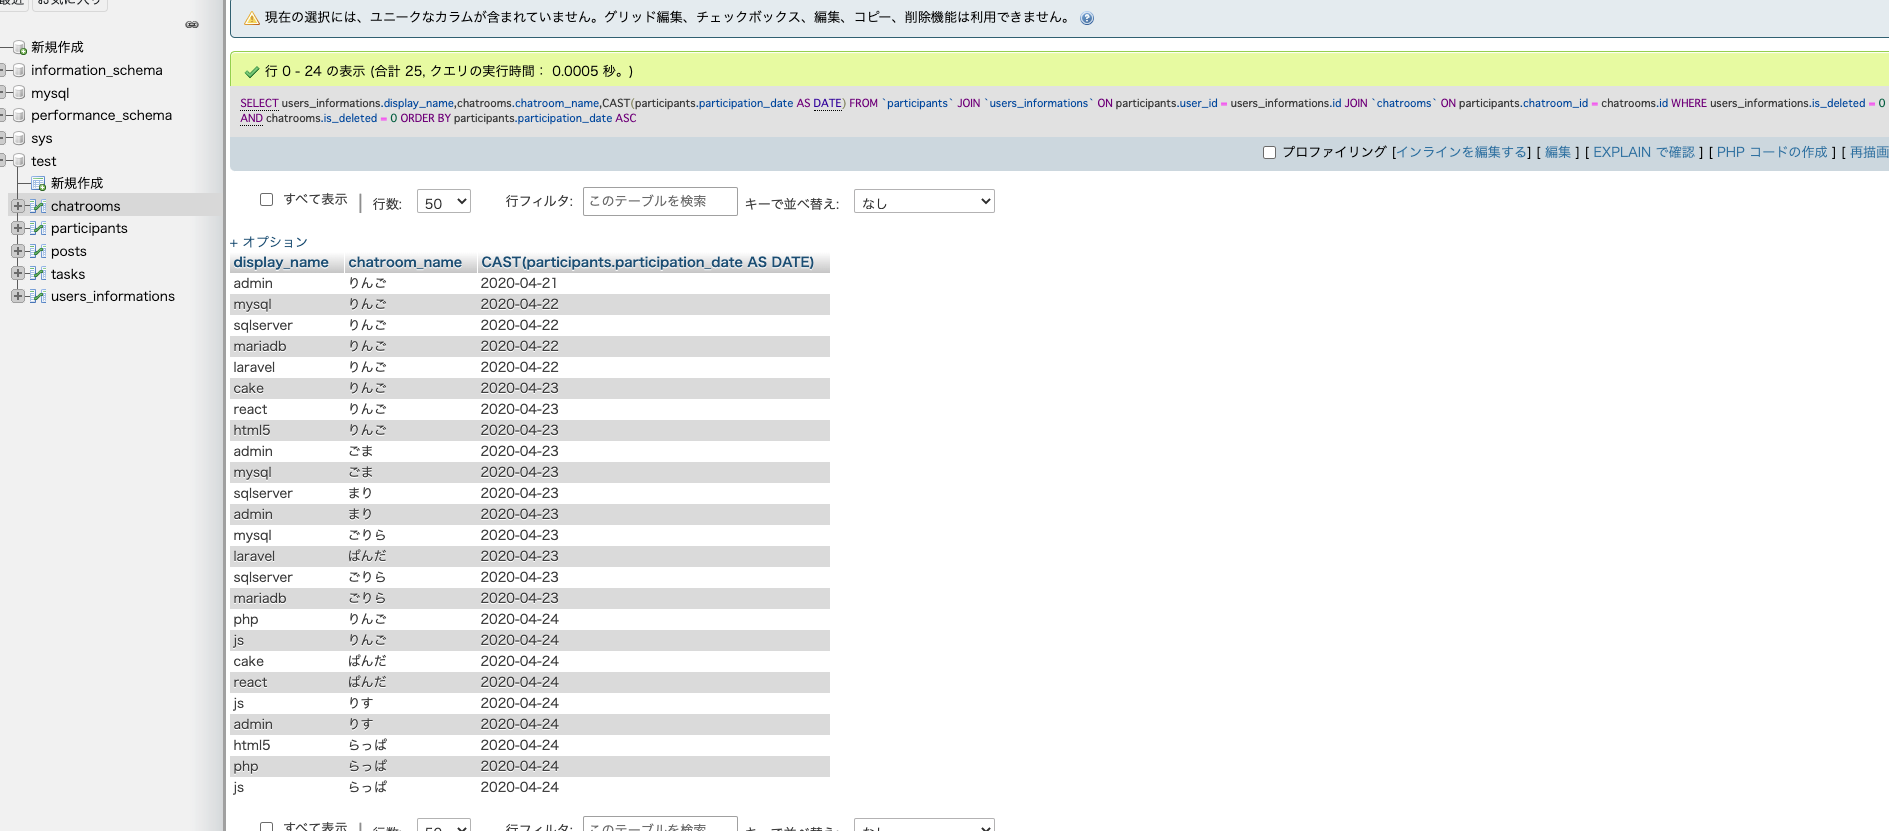 最近 お気に入り
新規作成
information_schema
mysql
performance_schema
sys
test
新規作成
chatrooms
participants
posts
tasks
users_informations
現在の選択には、ユニークなカラムが含まれていません。グリッド編集、チェックボックス、編集、コピー、削除機能は利用できません。
行 0 - 24 の表示 (合計 25, クエリの実行時間： 0.0005 秒。)
SELECT users_informations.display_name,chatrooms.chatroom_name,CAST(participants.participation_date AS DATE) FROM `participants` JOIN `users_informations` ON participants.user_id = users_informations.id JOIN `chatrooms` ON participants.chatroom_id = chatrooms.id WHERE users_informations.is_deleted = 0
AND chatrooms.is_deleted = 0 ORDER BY participants.participation_date ASC
プロファイリング [インラインを編集する] [ 編集 ] [ EXPLAIN で確認 ] [ PHP コードの作成 ] [ 再描画
すべて表示 | 行数: 50 行フィルタ: このテーブルを検索 キーで並べ替え: なし
+ オプション
display_name chatroom_name CAST(participants.participation_date AS DATE)
admin りんご 2020-04-21
mysql りんご 2020-04-22
sqlserver りんご 2020-04-22
mariadb りんご 2020-04-22
laravel りんご 2020-04-22
cake りんご 2020-04-23
react りんご 2020-04-23
html5 りんご 2020-04-23
admin ごま 2020-04-23
mysql ごま 2020-04-23
sqlserver まり 2020-04-23
admin まり 2020-04-23
mysql ごりら 2020-04-23
laravel ぱんだ 2020-04-23
sqlserver ごりら 2020-04-23
mariadb ごりら 2020-04-23
php りんご 2020-04-24
js りんご 2020-04-24
cake ぱんだ 2020-04-24
react ぱんだ 2020-04-24
js りす 2020-04-24
admin りす 2020-04-24
html5 らっぱ 2020-04-24
php らっぱ 2020-04-24
js らっぱ 2020-04-24
すべて表示 | 行数: 50 行フィルタ: このテーブルを検索 キーで並べ替え: なし